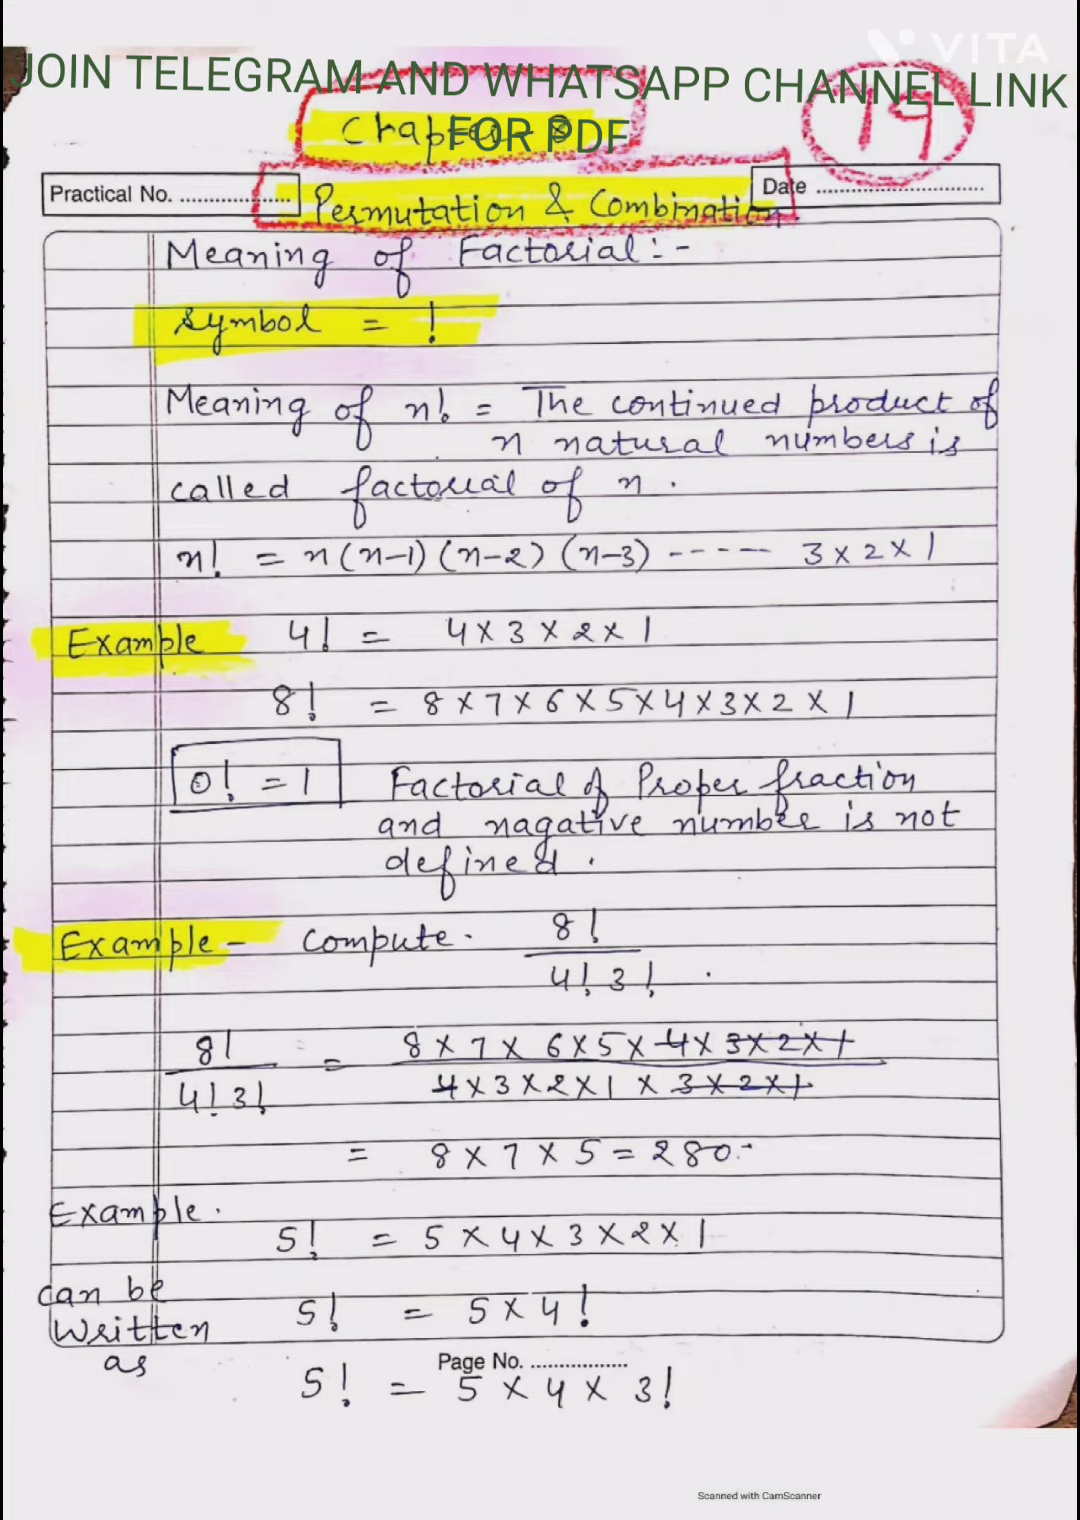 VITA
JOIN TELEGRAM AND WHATSAPP CHANNEL LINK
FOR PDF
19
Practical No. ..................
Date ..............................
Permutation & Combination
Meaning of Factorial :-
Symbol = !
Meaning of n! = The continued product of
n natural numbers is
called factorial of n.
n! = n (n-1) (n-2) (n-3) ----- 3 x 2 x 1
Example 4! = 4 x 3 x 2 x 1
8! = 8 x 7 x 6 x 5 x 4 x 3 x 2 x 1
0! = 1 Factorial of Proper fraction
and nagative number is not
defined.
Example - Compute. 8!
4! 3!
8! = 8 x 7 x 6 x 5 x 4 x 3 x 2 x 1
4! 3! 4 x 3 x 2 x 1 x 3 x 2 x 1
= 8 x 7 x 5 = 280.-
Example.
5! = 5 x 4 x 3 x 2 x 1
can be
written 5! = 5 x 4!
as
Page No. ..................
5! = 5 x 4 x 3!
Scanned with CamScanner